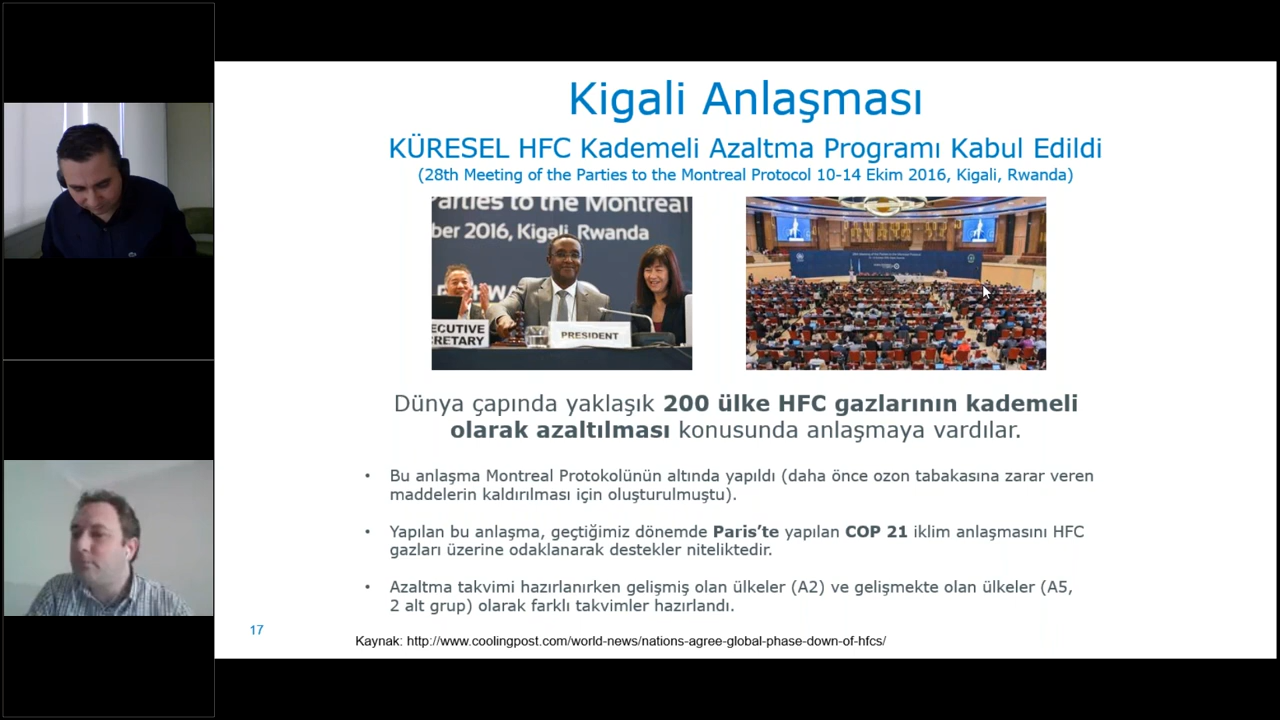 Kigali Anlaşması
KÜRESEL HFC Kademeli Azaltma Programı Kabul Edildi
(28th Meeting of the Parties to the Montreal Protocol 10-14 Ekim 2016, Kigali, Rwanda)
Parties to the Montreal
ber 2016, Kigali, Rwanda
ECUTIVE
RETARY
PRESIDENT
Dünya çapında yaklaşık 200 ülke HFC gazlarının kademeli
olarak azaltılması konusunda anlaşmaya vardılar.
• Bu anlaşma Montreal Protokolünün altında yapıldı (daha önce ozon tabakasına zarar veren
maddelerin kaldırılması için oluşturulmuştu).
• Yapılan bu anlaşma, geçtiğimiz dönemde Paris’te yapılan COP 21 iklim anlaşmasını HFC
gazları üzerine odaklanarak destekler niteliktedir.
• Azaltma takvimi hazırlanırken gelişmiş olan ülkeler (A2) ve gelişmekte olan ülkeler (A5,
2 alt grup) olarak farklı takvimler hazırlandı.
17
Kaynak: http://www.coolingpost.com/world-news/nations-agree-global-phase-down-of-hfcs/